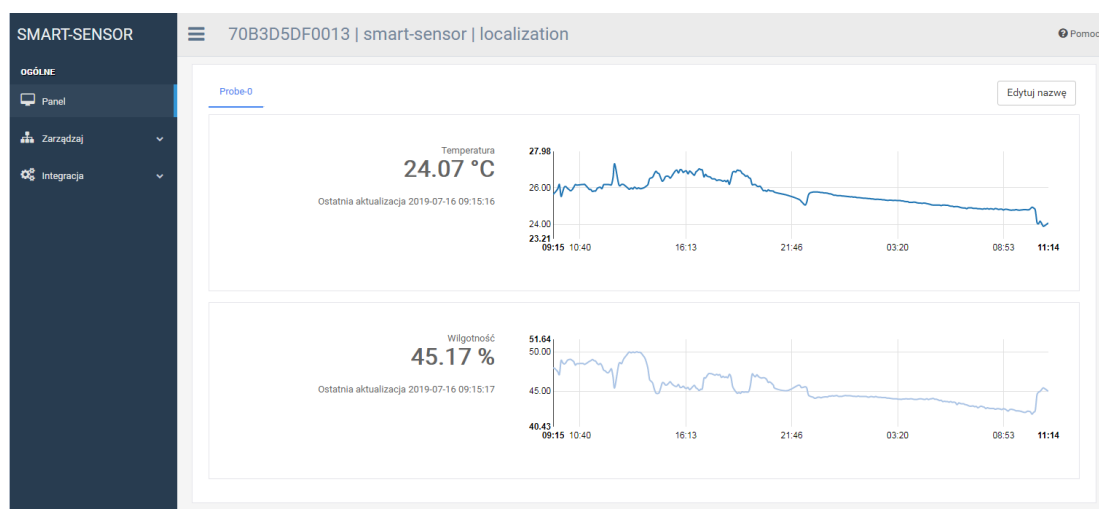 SMART-SENSOR
70B3D5DF0013 | smart-sensor | localization
Pomoc
OGÓLNE
Panel
Zarządzaj
Integracja
Probe-0
Edytuj nazwę
Temperatura
24.07 °C
Ostatnia aktualizacja 2019-07-16 09:15:16
27.98
26.00
24.00
23.21
09:15 10:40 16:13 21:46 03:20 08:53 11:14
Wilgotność
45.17 %
Ostatnia aktualizacja 2019-07-16 09:15:17
51.64
50.00
45.00
40.43
09:15 10:40 16:13 21:46 03:20 08:53 11:14